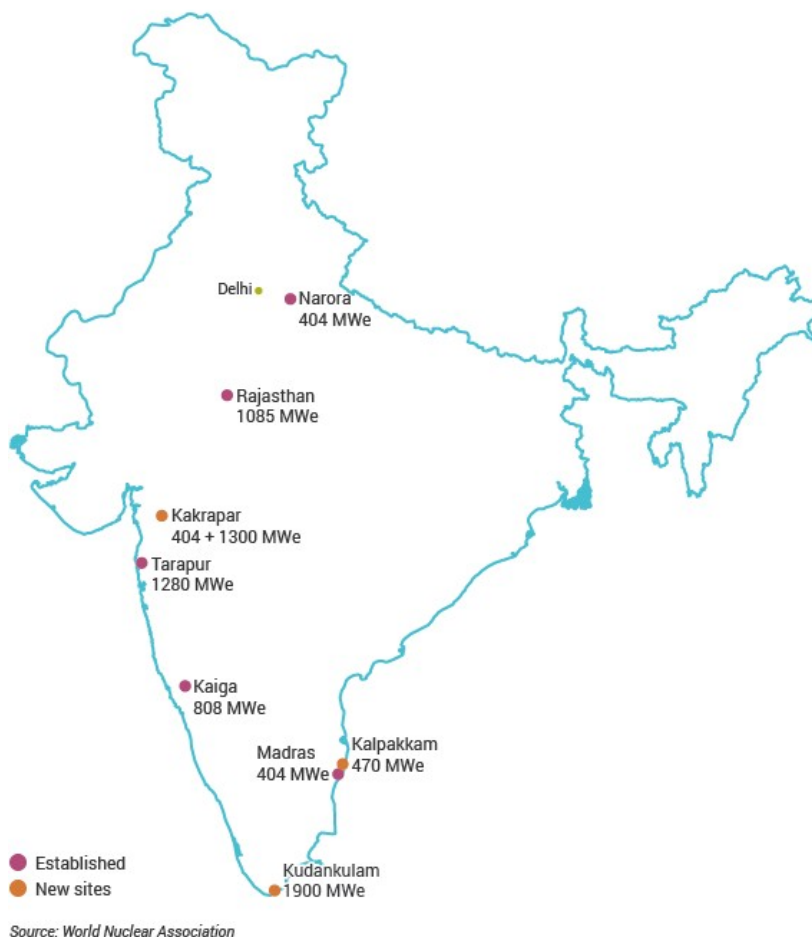 Delhi
Narora
404 MWe
Rajasthan
1085 MWe
Kakrapar
404 + 1300 MWe
Tarapur
1280 MWe
Kaiga
808 MWe
Madras
404 MWe
Kalpakkam
470 MWe
Kudankulam
1900 MWe
Established
New sites
Source: World Nuclear Association